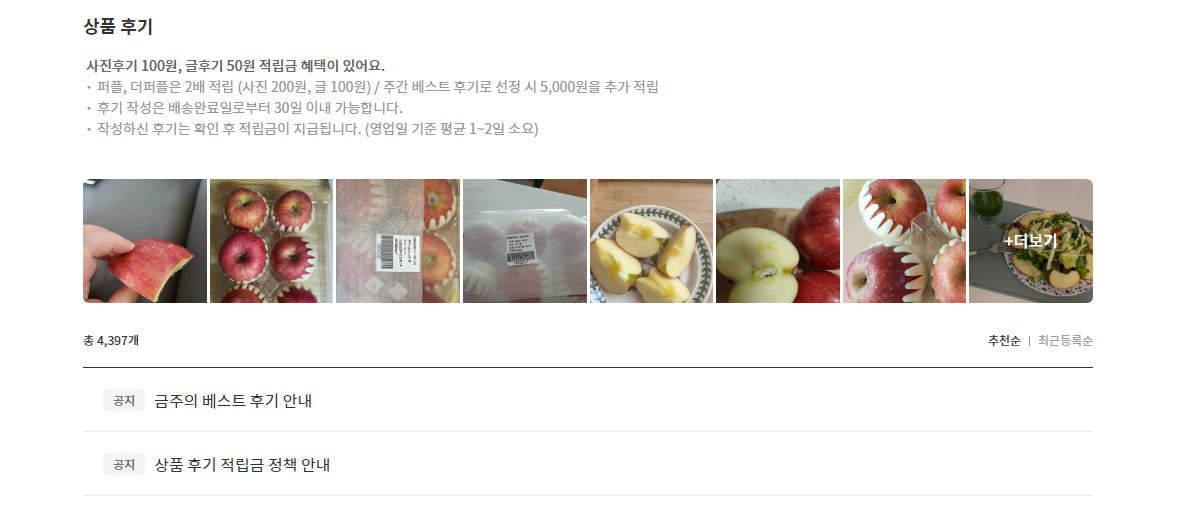 상품 후기
사진후기 100원, 글후기 50원 적립금 혜택이 있어요.
· 퍼플, 더퍼플은 2배 적립 (사진 200원, 글 100원) / 주간 베스트 후기로 선정 시 5,000원을 추가 적립
· 후기 작성은 배송완료일로부터 30일 이내 가능합니다.
· 작성하신 후기는 확인 후 적립금이 지급됩니다. (영업일 기준 평균 1~2일 소요)
+더보기
총 4,397개
추천순 | 최근등록순
공지 금주의 베스트 후기 안내
공지 상품 후기 적립금 정책 안내